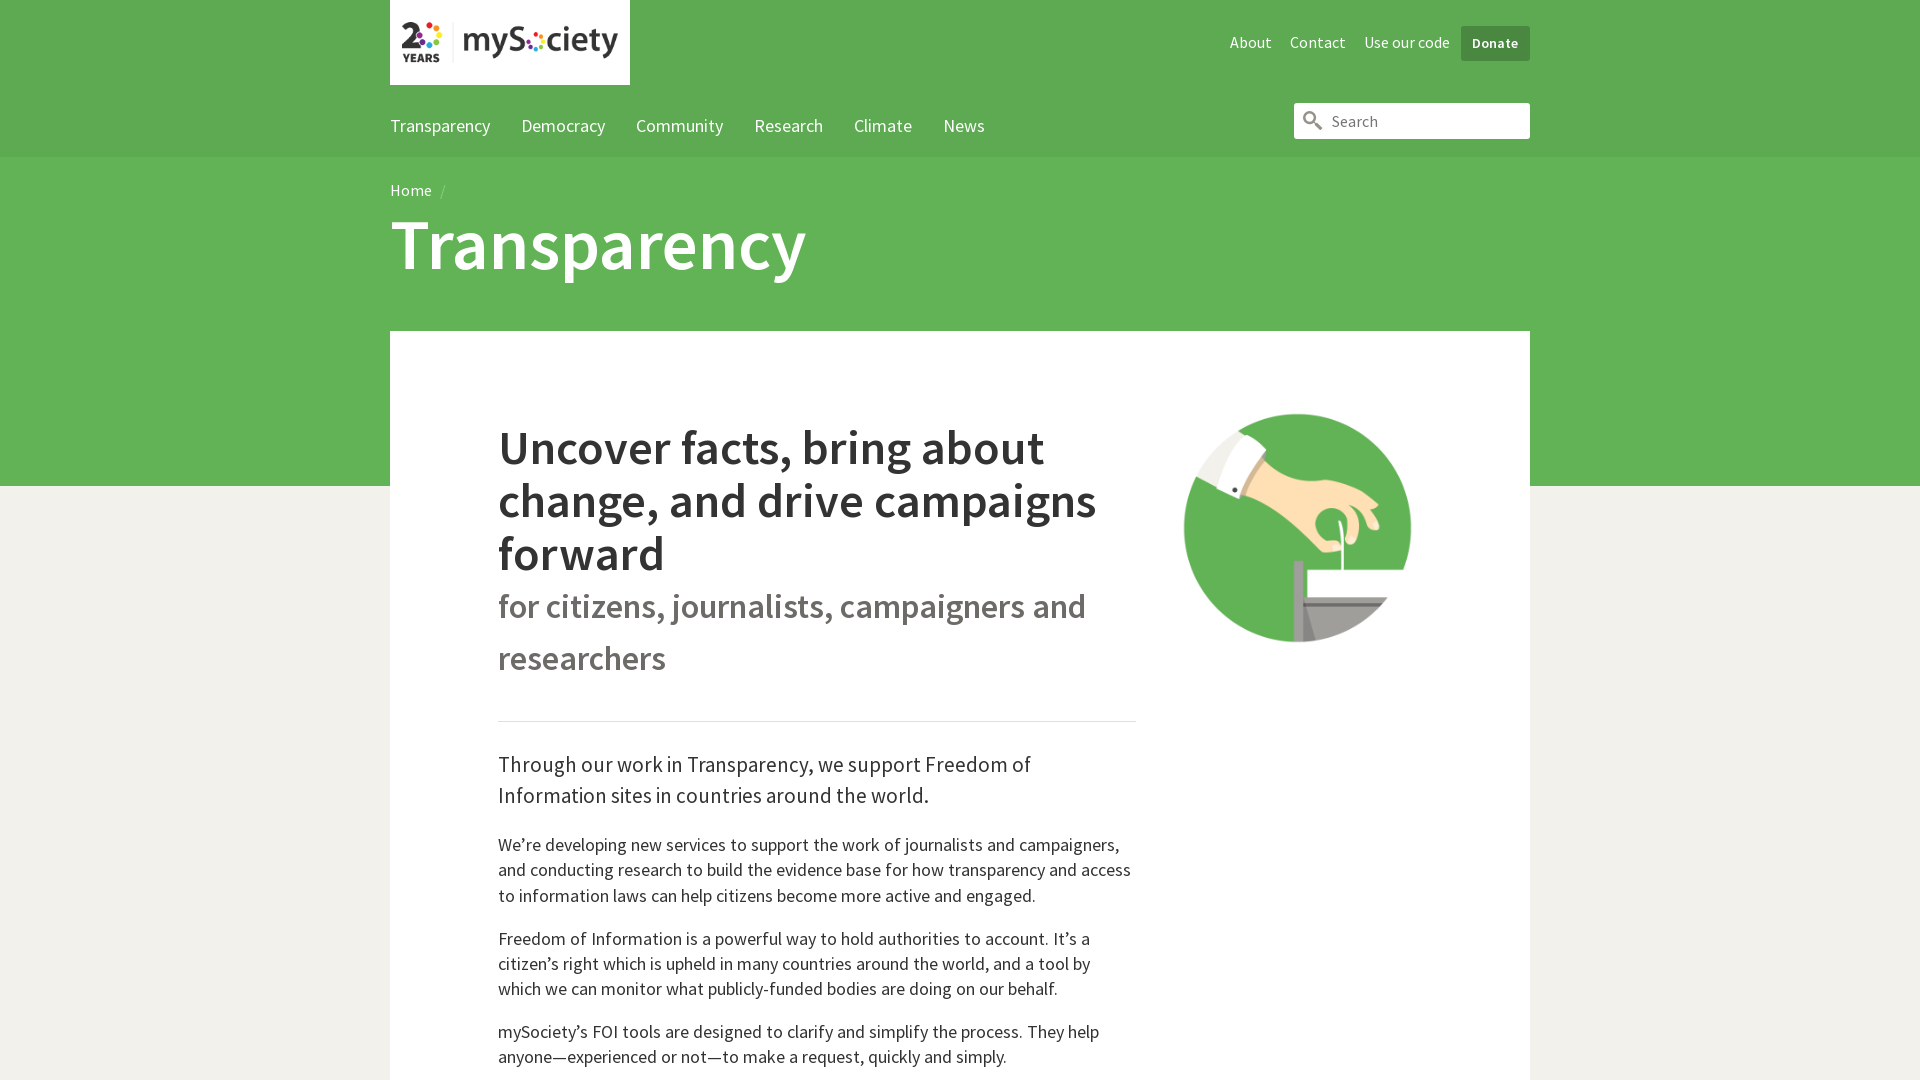 20 YEARS mySociety
About Contact Use our code Donate
Transparency Democracy Community Research Climate News
Search
Home /
Transparency
Uncover facts, bring about
change, and drive campaigns
forward
for citizens, journalists, campaigners and
researchers
Through our work in Transparency, we support Freedom of
Information sites in countries around the world.
We’re developing new services to support the work of journalists and campaigners,
and conducting research to build the evidence base for how transparency and access
to information laws can help citizens become more active and engaged.
Freedom of Information is a powerful way to hold authorities to account. It’s a
citizen’s right which is upheld in many countries around the world, and a tool by
which we can monitor what publicly-funded bodies are doing on our behalf.
mySociety’s FOI tools are designed to clarify and simplify the process. They help
anyone—experienced or not—to make a request, quickly and simply.